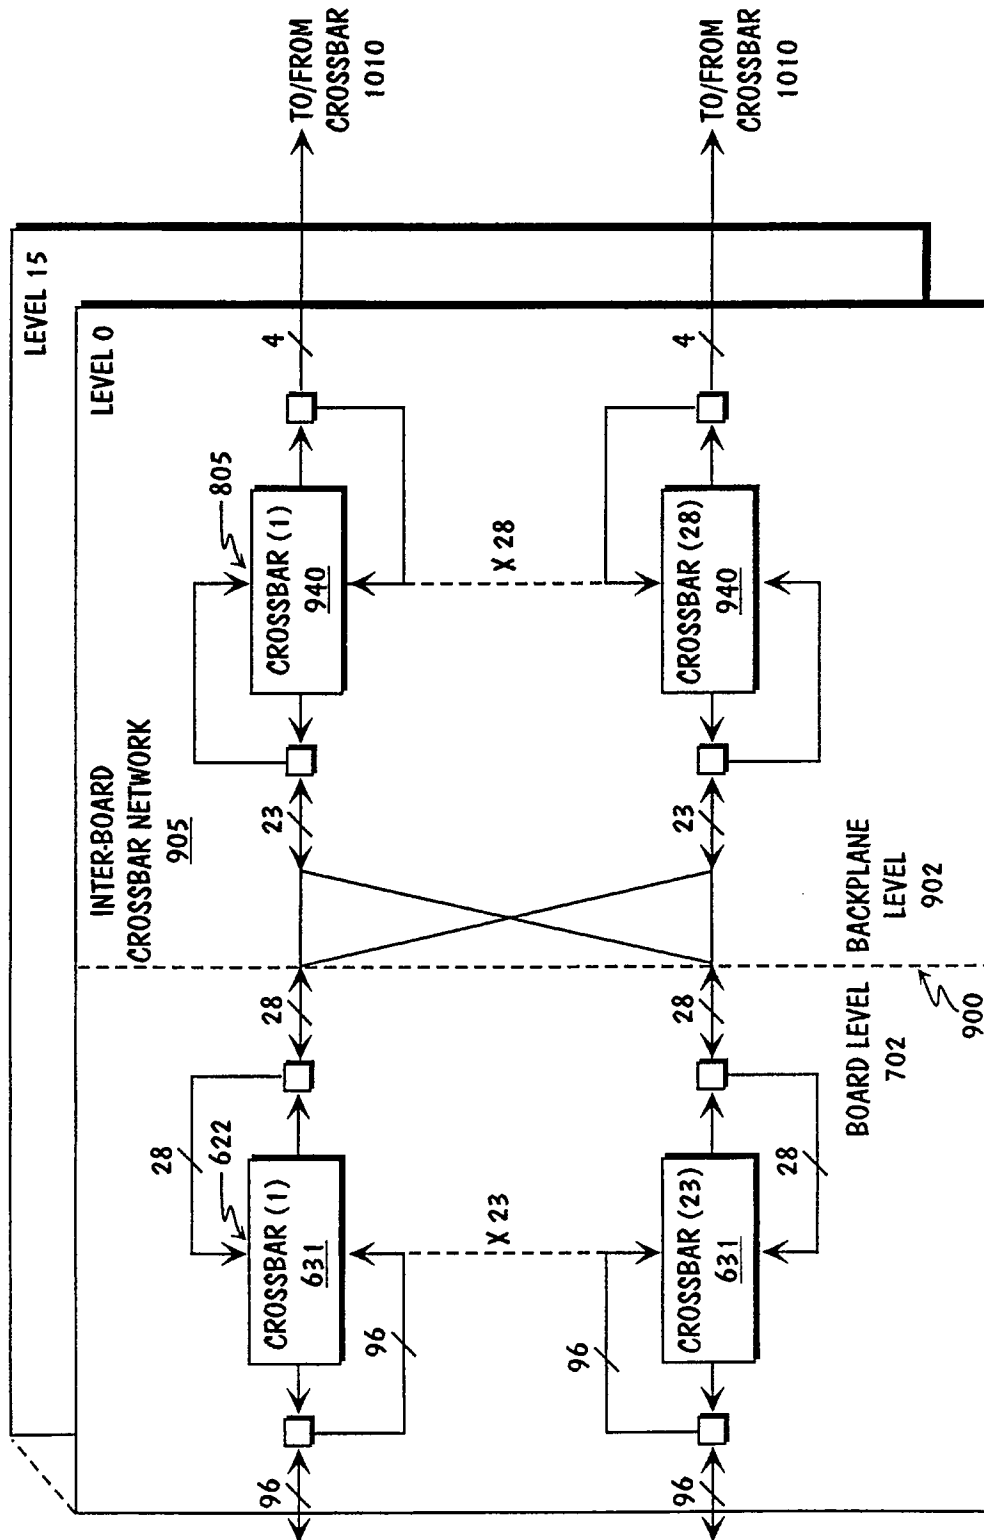 LEVEL 15
LEVEL 0
INTER-BOARD
CROSSBAR NETWORK
905
622
28
805
CROSSBAR (1)
631
CROSSBAR (1)
940
96
28
23
4
TO/FROM
CROSSBAR
1010
96
X 23
X 28
CROSSBAR (23)
631
CROSSBAR (28)
940
96
28
23
4
TO/FROM
CROSSBAR
1010
28
BOARD LEVEL
702
BACKPLANE
LEVEL
902
900